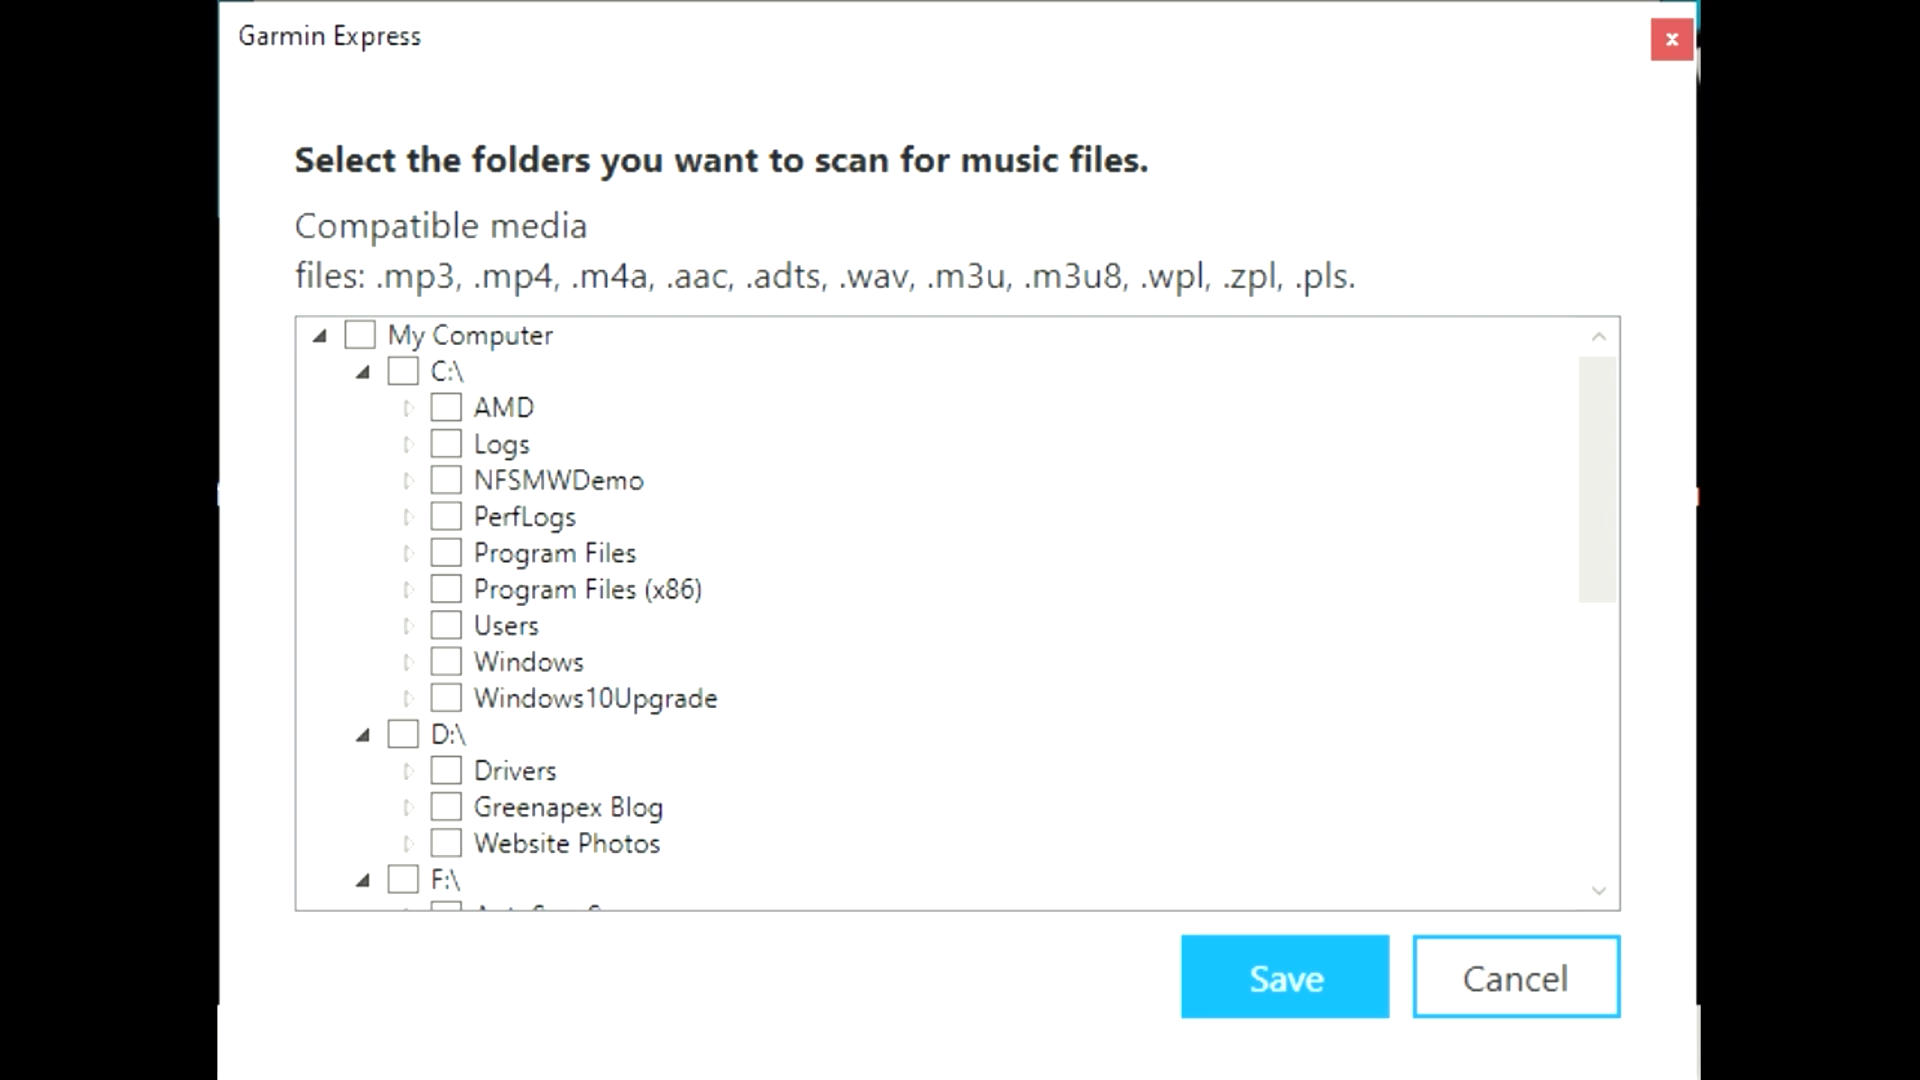 Garmin Express
x
Select the folders you want to scan for music files.
Compatible media
files: .mp3, .mp4, .m4a, .aac, .adts, .wav, .m3u, .m3u8, .wpl, .zpl, .pls.
My Computer
C:\
AMD
Logs
NFSMWDemo
PerfLogs
Program Files
Program Files (x86)
Users
Windows
Windows10Upgrade
D:\
Drivers
Greenapex Blog
Website Photos
F:\
Save Cancel